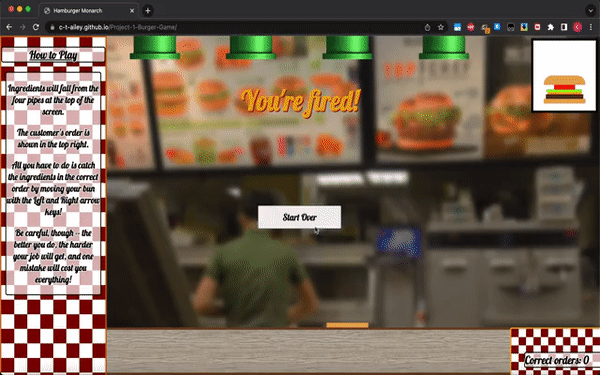 Hamburger Monarch
c-t-alley.github.io/Project-1-Burger-Game/
How to Play
Ingredients will fall from the
four pipes at the top of the
screen.
The customer's order is
shown in the top right.
All you have to do is catch
the ingredients in the correct
order by moving your bun
with the Left and Right arrow
keys!
Be careful, though -- the
better you do, the harder
your job will get, and one
mistake will cost you
everything!
You're fired!
Start Over
Correct orders: 0